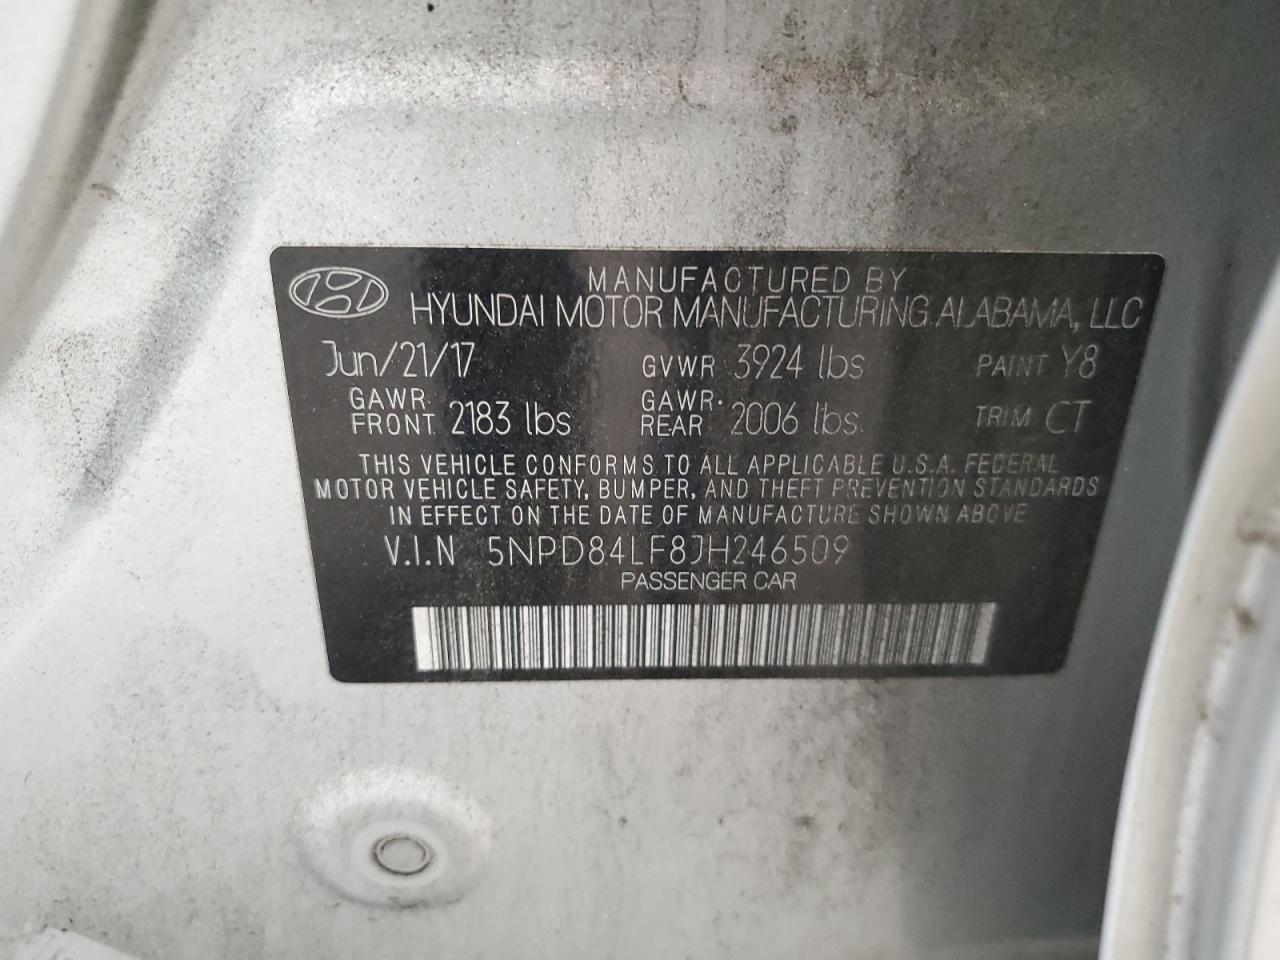 MANUFACTURED BY
HYUNDAI MOTOR MANUFACTURING ALABAMA, LLC
Jun/21/17 GVWR 3924 lbs PAINT Y8
GAWR FRONT 2183 lbs GAWR REAR 2006 lbs TRIM CT
THIS VEHICLE CONFORMS TO ALL APPLICABLE U.S.A. FEDERAL
MOTOR VEHICLE SAFETY, BUMPER, AND THEFT PREVENTION STANDARDS
IN EFFECT ON THE DATE OF MANUFACTURE SHOWN ABOVE
V.I.N 5NPD84LF8JH246509
PASSENGER CAR